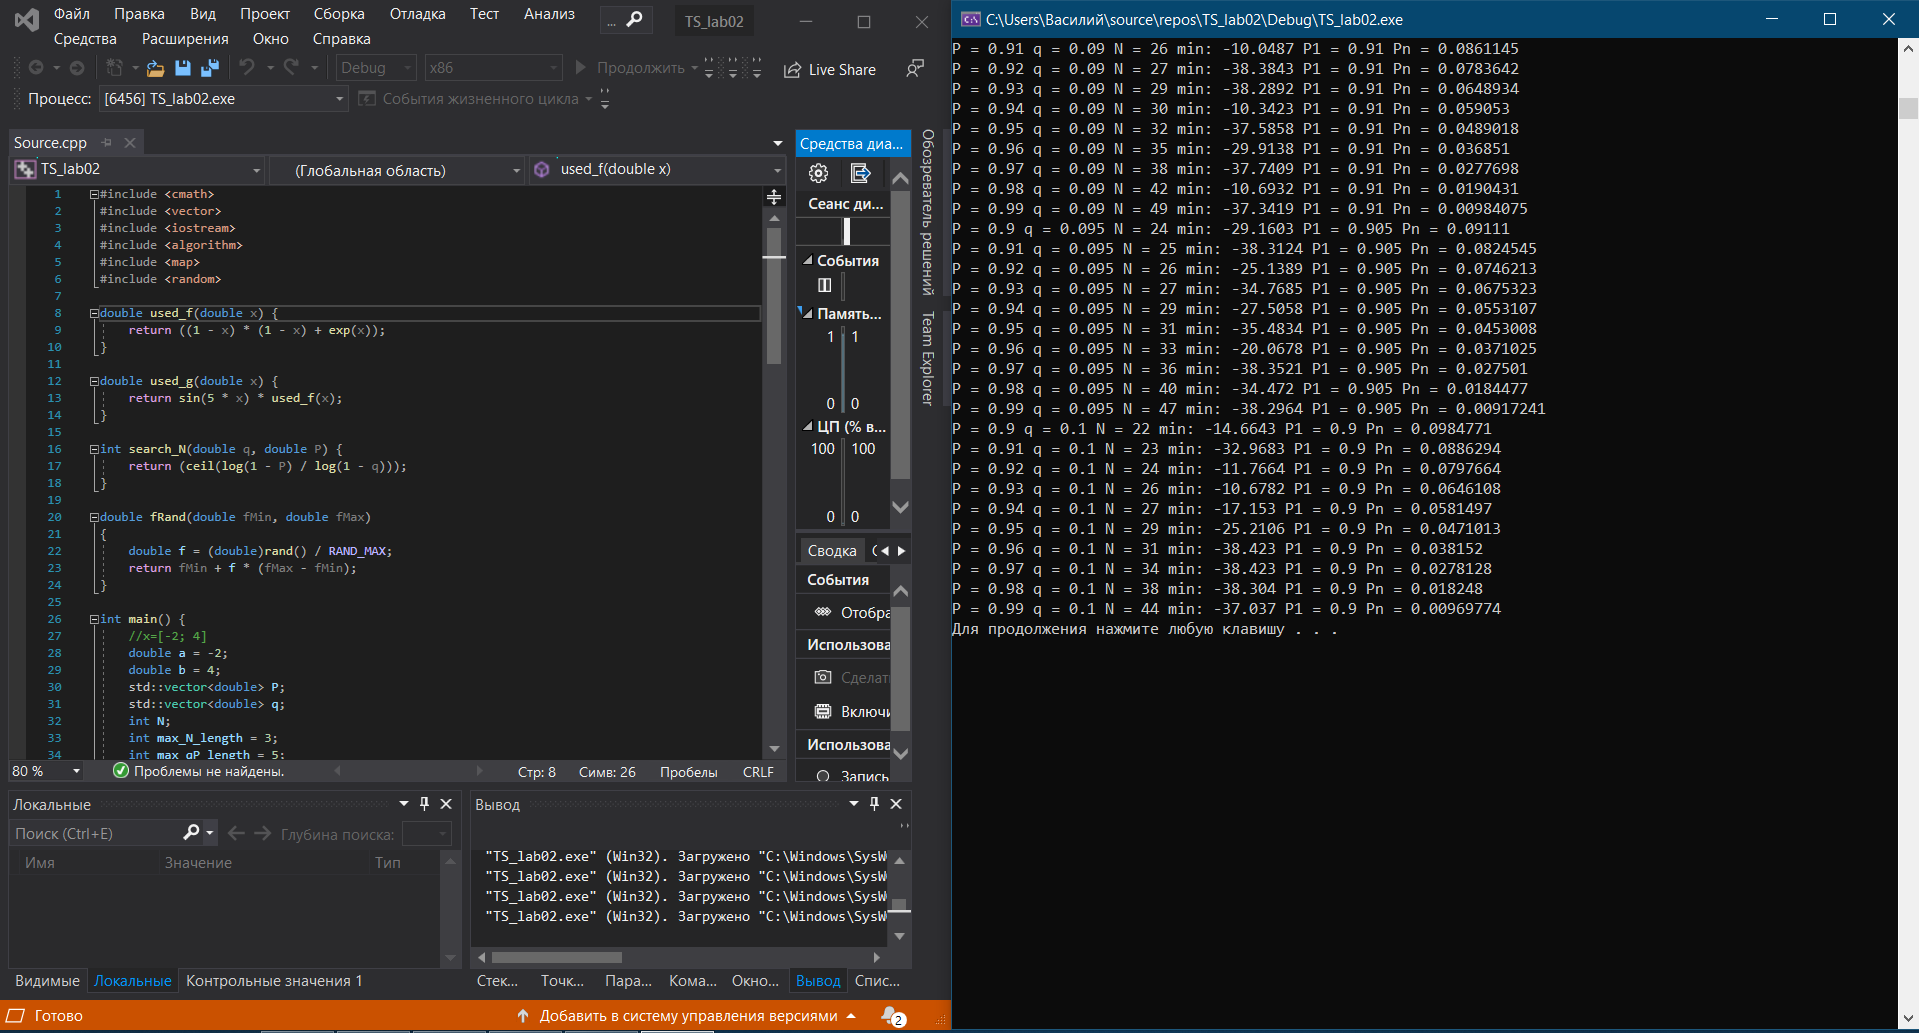 Файл Правка Вид Проект Сборка Отладка Тест Анализ ... TS_lab02
Средства Расширения Окно Справка
Debug x86 Продолжить Live Share
Процесс: [6456] TS_lab02.exe События жизненного цикла
Source.cpp
TS_lab02 (Глобальная область) used_f(double x)
1 #include <cmath>
2 #include <vector>
3 #include <iostream>
4 #include <algorithm>
5 #include <map>
6 #include <random>
7
8 double used_f(double x) {
9 return ((1 - x) * (1 - x) + exp(x));
10 }
11
12 double used_g(double x) {
13 return sin(5 * x) * used_f(x);
14 }
15
16 int search_N(double q, double P) {
17 return (ceil(log(1 - P) / log(1 - q)));
18 }
19
20 double fRand(double fMin, double fMax)
21 {
22 double f = (double)rand() / RAND_MAX;
23 return fMin + f * (fMax - fMin);
24 }
25
26 int main() {
27 //x=[-2; 4]
28 double a = -2;
29 double b = 4;
30 std::vector<double> P;
31 std::vector<double> q;
32 int N;
33 int max_N_length = 3;
34 int max_qP_length = 5;
80 % Проблемы не найдены. Стр: 8 Симв: 26 Пробелы CRLF
Средства диа...
Сеанс ди...
События
Память...
1 1
0 0
ЦП (% в...
100 100
0 0
Сводка С
События
Отобра
Использова
Сделать
Включи
Использова
Запись
Обозреватель решений
Team Explorer
Локальные
Поиск (Ctrl+E) Глубина поиска:
Имя Значение Тип
Видимые Локальные Контрольные значения 1
Вывод
"TS_lab02.exe" (Win32). Загружено "C:\Windows\SysW
"TS_lab02.exe" (Win32). Загружено "C:\Windows\SysW
"TS_lab02.exe" (Win32). Загружено "C:\Windows\SysW
"TS_lab02.exe" (Win32). Загружено "C:\Windows\SysW
Стек... Точк... Пара... Кома... Окно... Вывод Спис...
Готово Добавить в систему управления версиями 2
C:\Users\Василий\source\repos\TS_lab02\Debug\TS_lab02.exe
P = 0.91 q = 0.09 N = 26 min: -10.0487 P1 = 0.91 Pn = 0.0861145
P = 0.92 q = 0.09 N = 27 min: -38.3843 P1 = 0.91 Pn = 0.0783642
P = 0.93 q = 0.09 N = 29 min: -38.2892 P1 = 0.91 Pn = 0.0648934
P = 0.94 q = 0.09 N = 30 min: -10.3423 P1 = 0.91 Pn = 0.059053
P = 0.95 q = 0.09 N = 32 min: -37.5858 P1 = 0.91 Pn = 0.0489018
P = 0.96 q = 0.09 N = 35 min: -29.9138 P1 = 0.91 Pn = 0.036851
P = 0.97 q = 0.09 N = 38 min: -37.7409 P1 = 0.91 Pn = 0.0277698
P = 0.98 q = 0.09 N = 42 min: -10.6932 P1 = 0.91 Pn = 0.0190431
P = 0.99 q = 0.09 N = 49 min: -37.3419 P1 = 0.91 Pn = 0.00984075
P = 0.9 q = 0.095 N = 24 min: -29.1603 P1 = 0.905 Pn = 0.09111
P = 0.91 q = 0.095 N = 25 min: -38.3124 P1 = 0.905 Pn = 0.0824545
P = 0.92 q = 0.095 N = 26 min: -25.1389 P1 = 0.905 Pn = 0.0746213
P = 0.93 q = 0.095 N = 27 min: -34.7685 P1 = 0.905 Pn = 0.0675323
P = 0.94 q = 0.095 N = 29 min: -27.5058 P1 = 0.905 Pn = 0.0553107
P = 0.95 q = 0.095 N = 31 min: -35.4834 P1 = 0.905 Pn = 0.0453008
P = 0.96 q = 0.095 N = 33 min: -20.0678 P1 = 0.905 Pn = 0.0371025
P = 0.97 q = 0.095 N = 36 min: -38.3521 P1 = 0.905 Pn = 0.027501
P = 0.98 q = 0.095 N = 40 min: -34.472 P1 = 0.905 Pn = 0.0184477
P = 0.99 q = 0.095 N = 47 min: -38.2964 P1 = 0.905 Pn = 0.00917241
P = 0.9 q = 0.1 N = 22 min: -14.6643 P1 = 0.9 Pn = 0.0984771
P = 0.91 q = 0.1 N = 23 min: -32.9683 P1 = 0.9 Pn = 0.0886294
P = 0.92 q = 0.1 N = 24 min: -11.7664 P1 = 0.9 Pn = 0.0797664
P = 0.93 q = 0.1 N = 26 min: -10.6782 P1 = 0.9 Pn = 0.0646108
P = 0.94 q = 0.1 N = 27 min: -17.153 P1 = 0.9 Pn = 0.0581497
P = 0.95 q = 0.1 N = 29 min: -25.2106 P1 = 0.9 Pn = 0.0471013
P = 0.96 q = 0.1 N = 31 min: -38.423 P1 = 0.9 Pn = 0.038152
P = 0.97 q = 0.1 N = 34 min: -38.423 P1 = 0.9 Pn = 0.0278128
P = 0.98 q = 0.1 N = 38 min: -38.304 P1 = 0.9 Pn = 0.018248
P = 0.99 q = 0.1 N = 44 min: -37.037 P1 = 0.9 Pn = 0.00969774
Для продолжения нажмите любую клавишу . . .